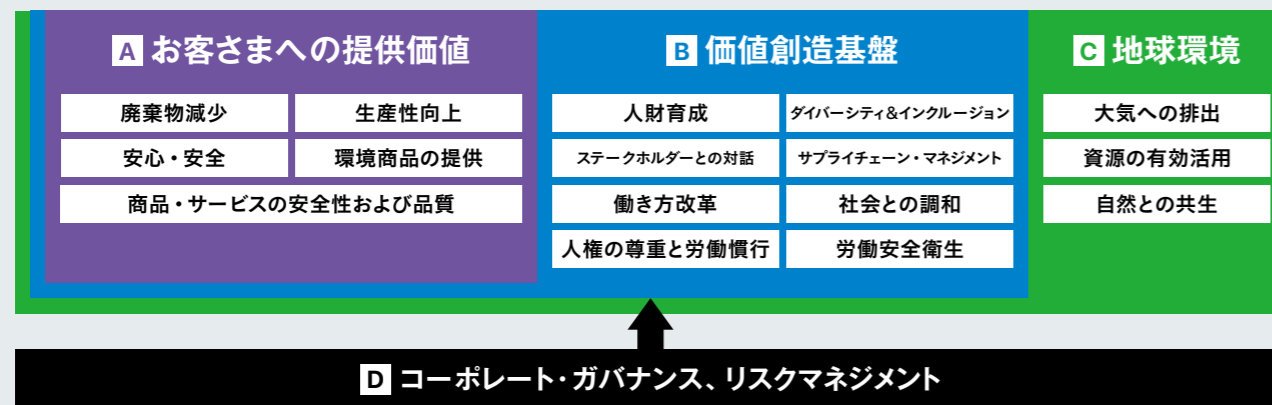 A お客さまへの提供価値
廃棄物減少
生産性向上
安心・安全
環境商品の提供
商品・サービスの安全性および品質
B 価値創造基盤
人財育成
ダイバーシティ&インクルージョン
ステークホルダーとの対話
サプライチェーン・マネジメント
働き方改革
社会との調和
人権の尊重と労働慣行
労働安全衛生
C 地球環境
大気への排出
資源の有効活用
自然との共生
D コーポレート・ガバナンス、リスクマネジメント